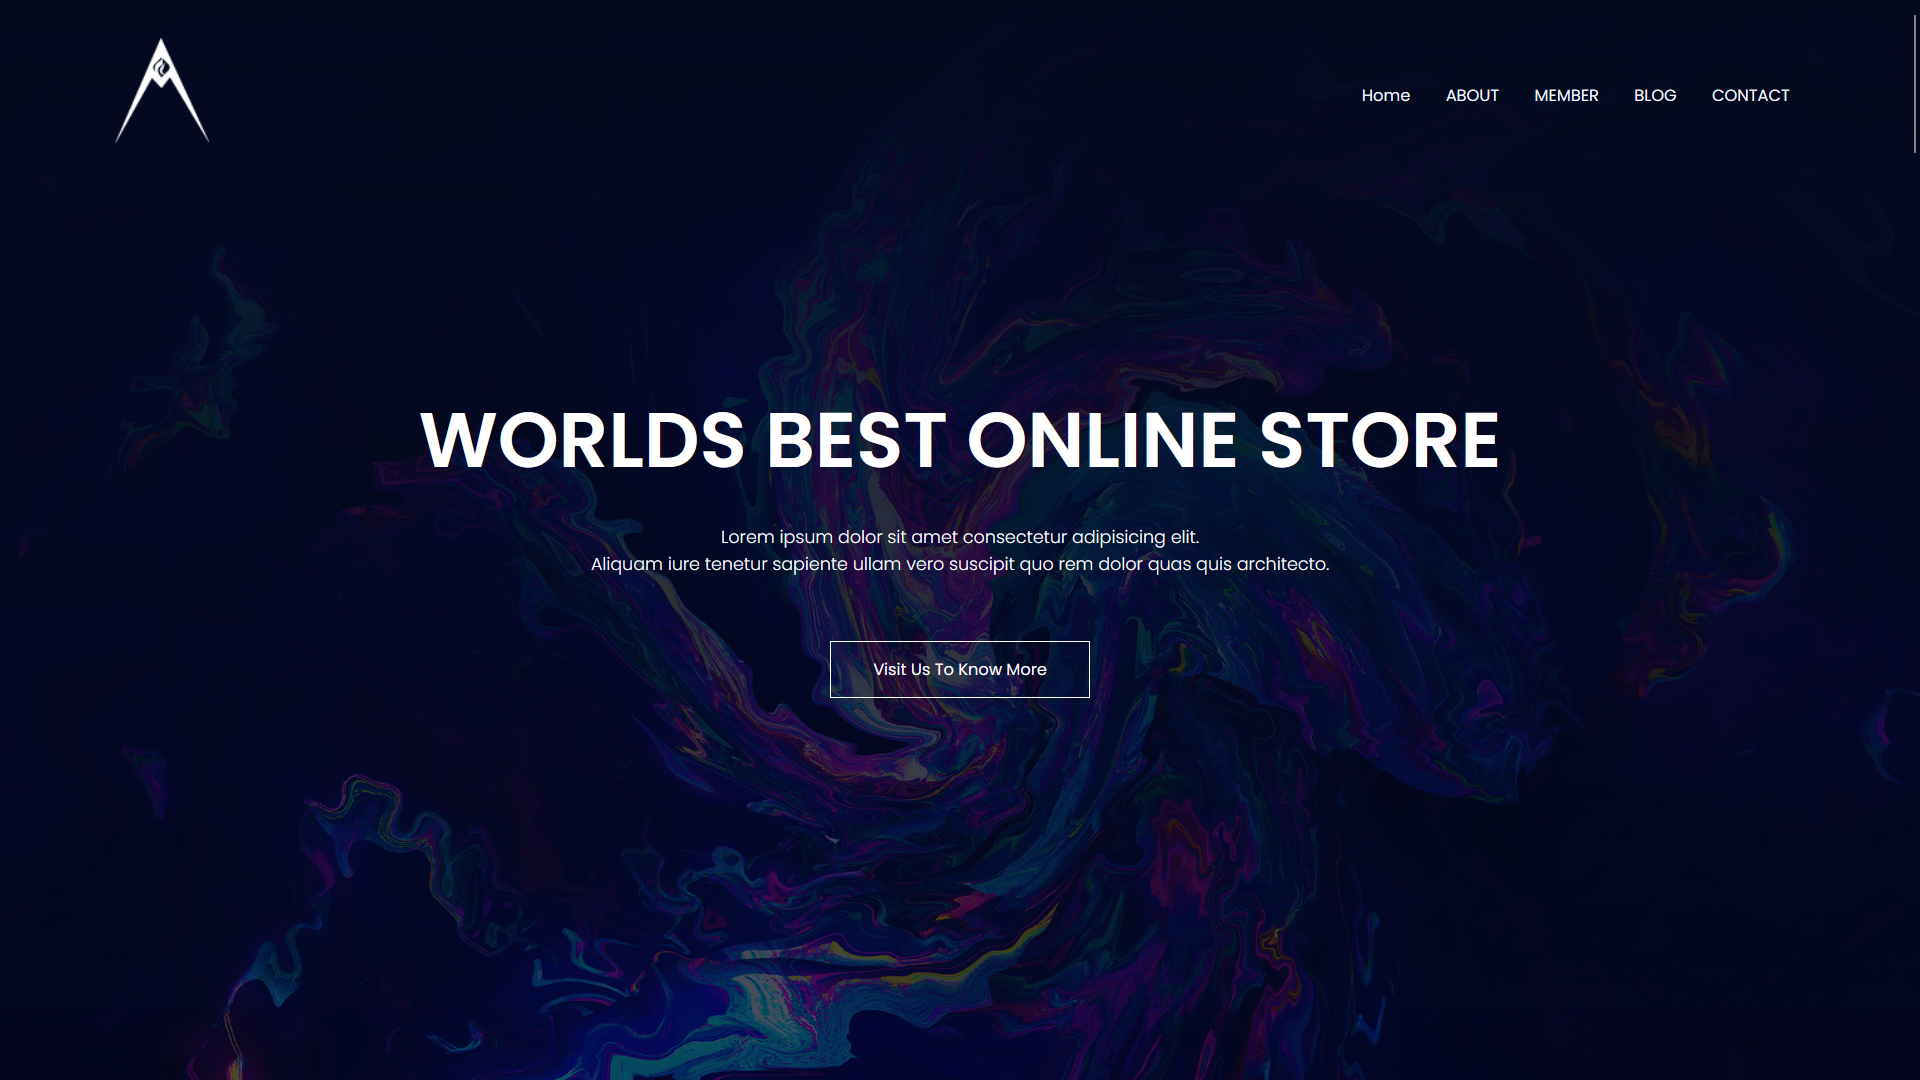 Home ABOUT MEMBER BLOG CONTACT
WORLDS BEST ONLINE STORE
Lorem ipsum dolor sit amet consectetur adipisicing elit.
Aliquam iure tenetur sapiente ullam vero suscipit quo rem dolor quas quis architecto.
Visit Us To Know More